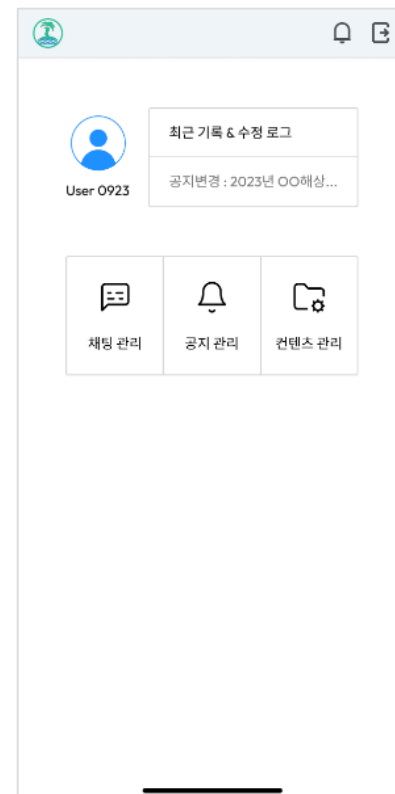 최근 기록 & 수정 로그
공지변경 : 2023년 OO해상...
User 0923
채팅 관리
공지 관리
컨텐츠 관리